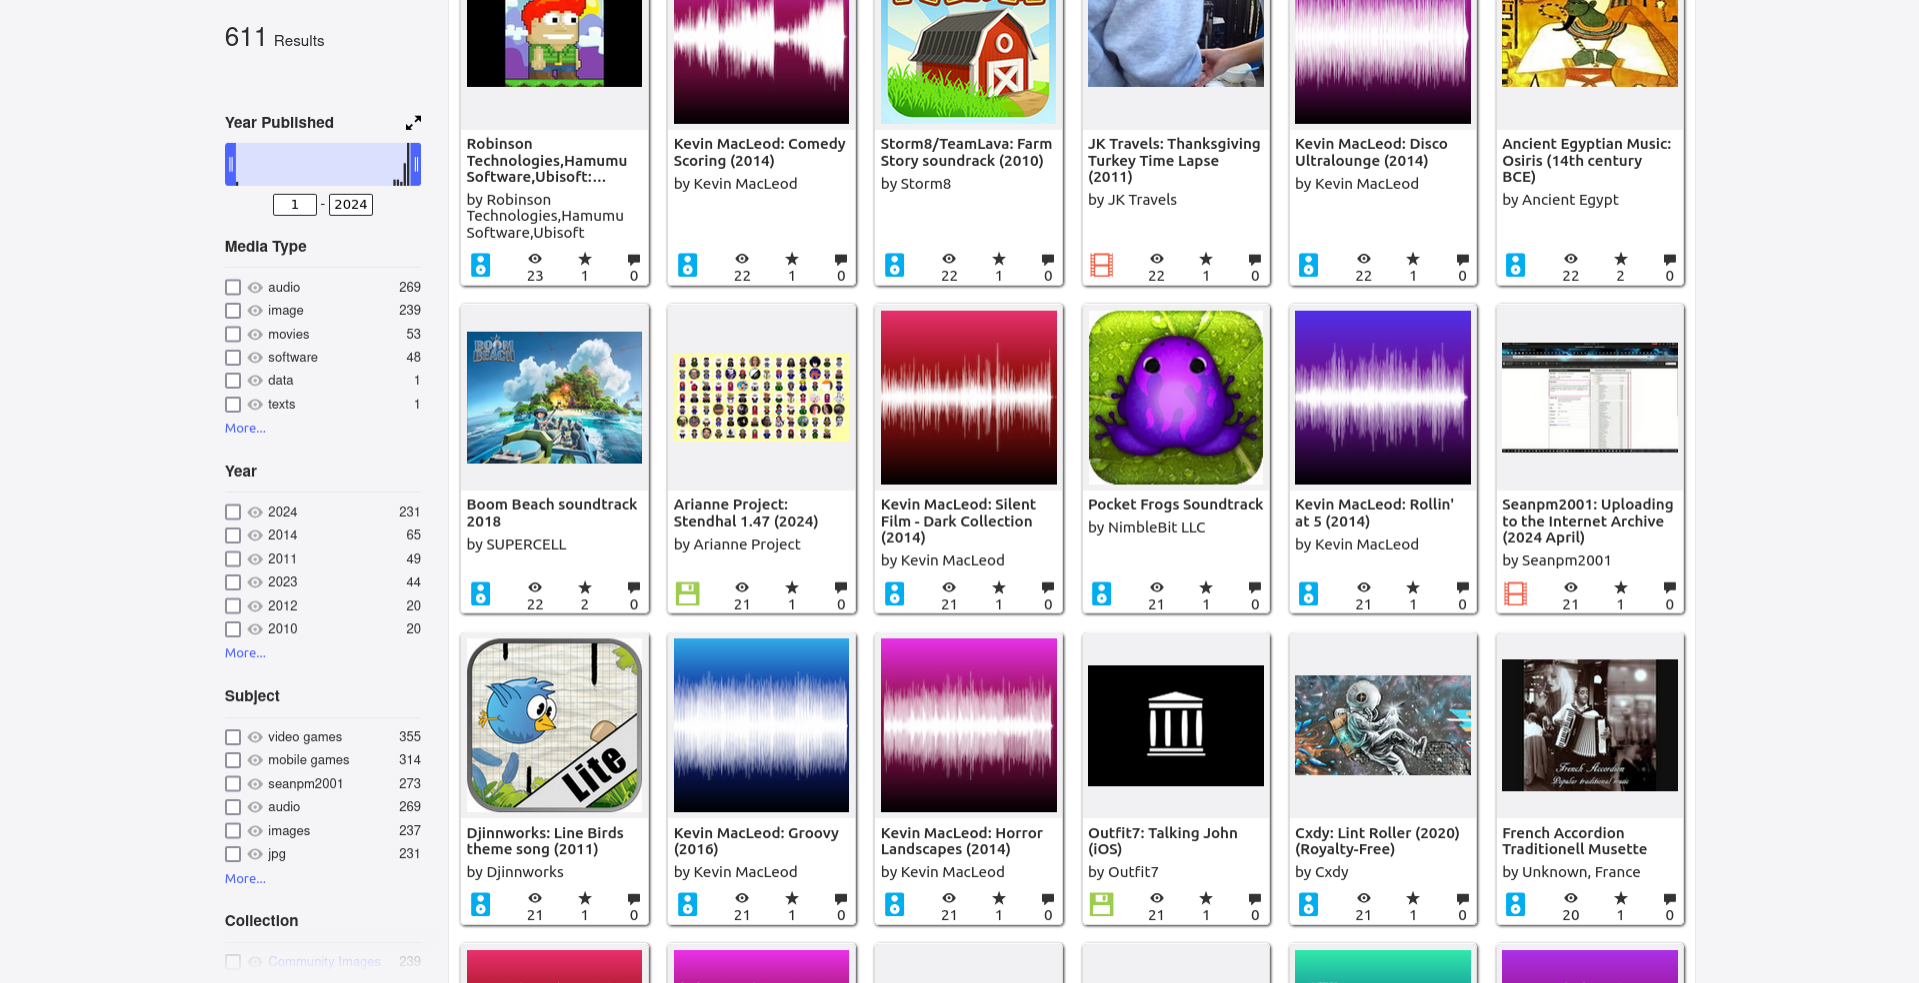 611 Results
Year Published
1 - 2024
Media Type
audio 269
image 239
movies 53
software 48
data 1
texts 1
More...
Year
2024 231
2014 65
2011 49
2023 44
2012 20
2010 20
More...
Subject
video games 355
mobile games 314
seanpm2001 273
audio 269
images 237
jpg 231
More...
Collection
Community Images 239
Robinson
Technologies,Hamumu
Software,Ubisoft:...
by Robinson
Technologies,Hamumu
Software,Ubisoft
23 1 0
Kevin MacLeod: Comedy
Scoring (2014)
by Kevin MacLeod
22 1 0
Storm8/TeamLava: Farm
Story soundrack (2010)
by Storm8
22 1 0
JK Travels: Thanksgiving
Turkey Time Lapse
(2011)
by JK Travels
22 1 0
Kevin MacLeod: Disco
Ultralounge (2014)
by Kevin MacLeod
22 1 0
Ancient Egyptian Music:
Osiris (14th century
BCE)
by Ancient Egypt
22 2 0
BOOM
BEACH
Boom Beach soundtrack
2018
by SUPERCELL
22 2 0
Arianne Project:
Stendhal 1.47 (2024)
by Arianne Project
21 1 0
Kevin MacLeod: Silent
Film - Dark Collection
(2014)
by Kevin MacLeod
21 1 0
Pocket Frogs Soundtrack
by NimbleBit LLC
21 1 0
Kevin MacLeod: Rollin'
at 5 (2014)
by Kevin MacLeod
21 1 0
Seanpm2001: Uploading
to the Internet Archive
(2024 April)
by Seanpm2001
21 1 0
Lite
Djinnworks: Line Birds
theme song (2011)
by Djinnworks
21 1 0
Kevin MacLeod: Groovy
(2016)
by Kevin MacLeod
21 1 0
Kevin MacLeod: Horror
Landscapes (2014)
by Kevin MacLeod
21 1 0
Outfit7: Talking John
(iOS)
by Outfit7
21 1 0
Cxdy: Lint Roller (2020)
(Royalty-Free)
by Cxdy
21 1 0
French Accordion
Popular traditional music
French Accordion
Traditionell Musette
by Unknown, France
20 1 0